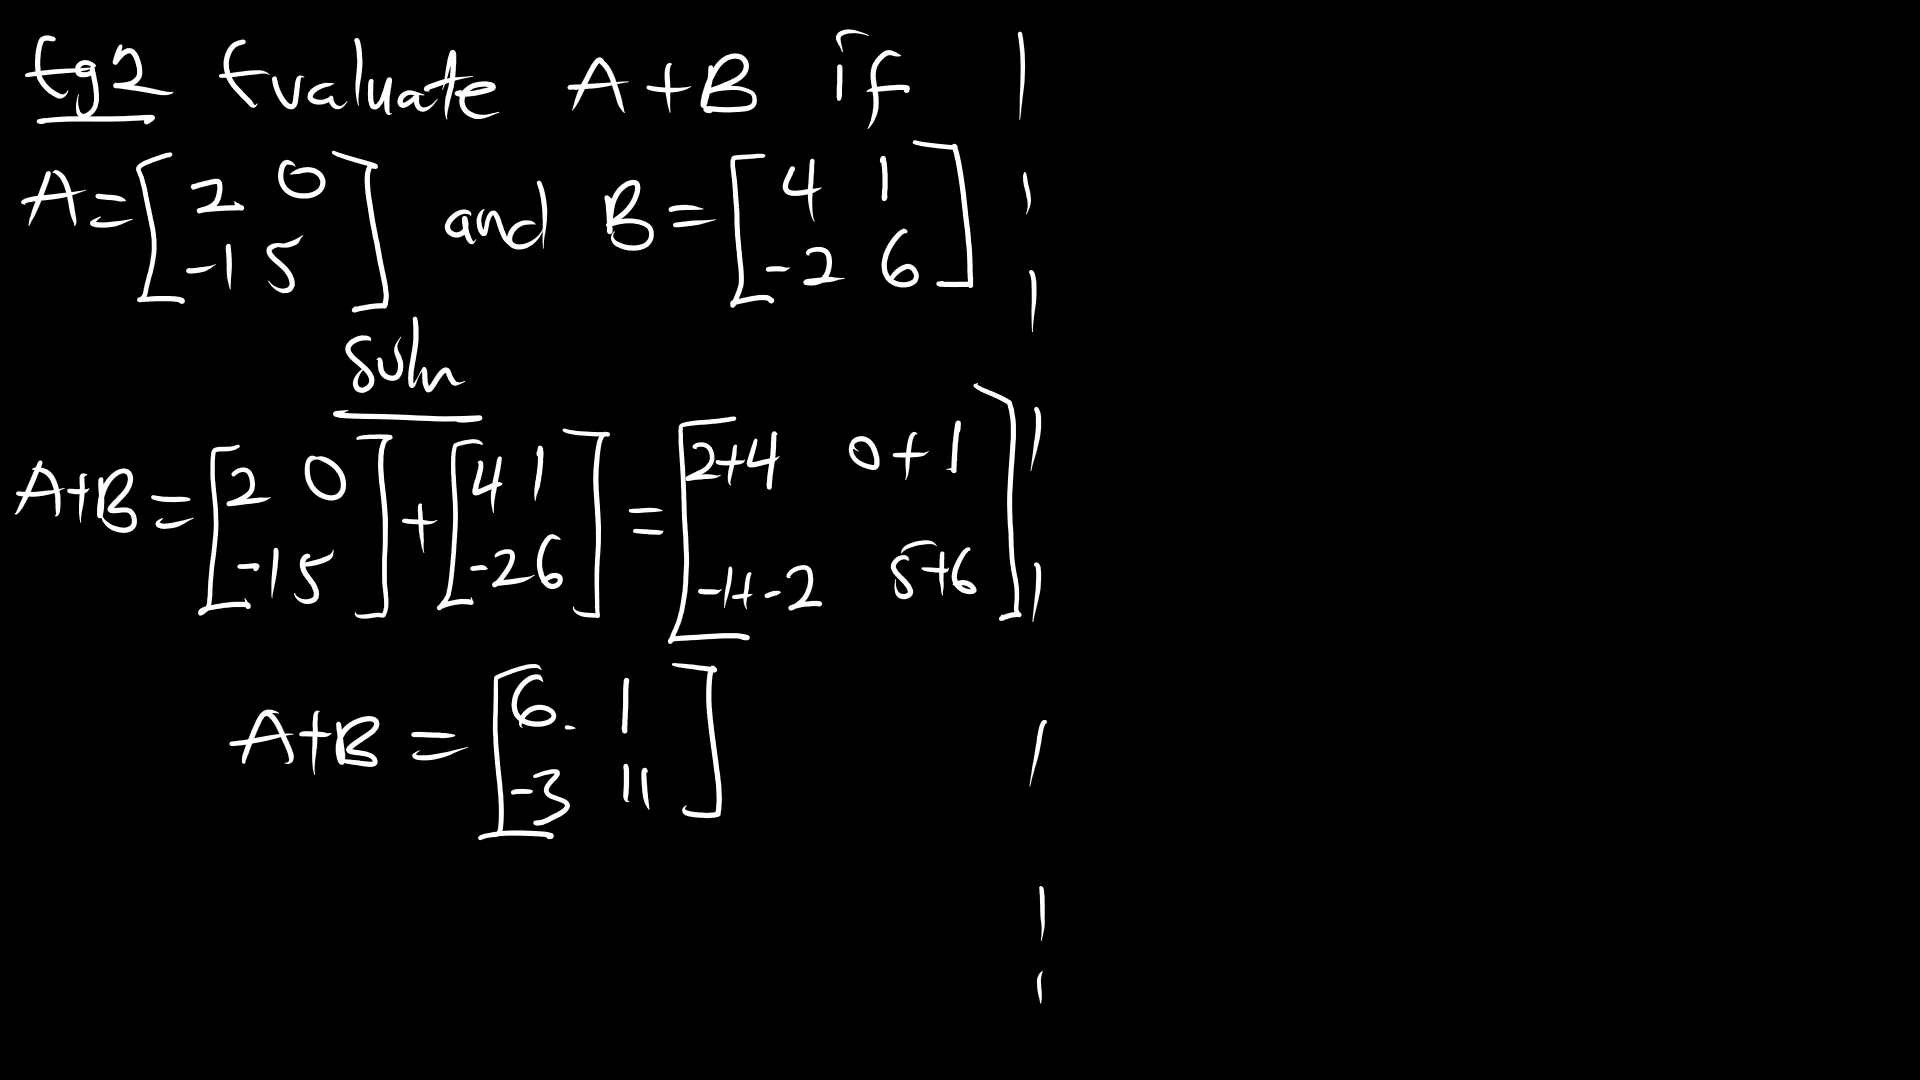 Eg2 Evaluate A+B if
A=[2 0
-1 5] and B=[4 1
-2 6]
soln
A+B=[2 0
-1 5]+[4 1
-2 6]=[2+4 0+1
-1+-2 5+6]
A+B=[6. 1
-3 11]